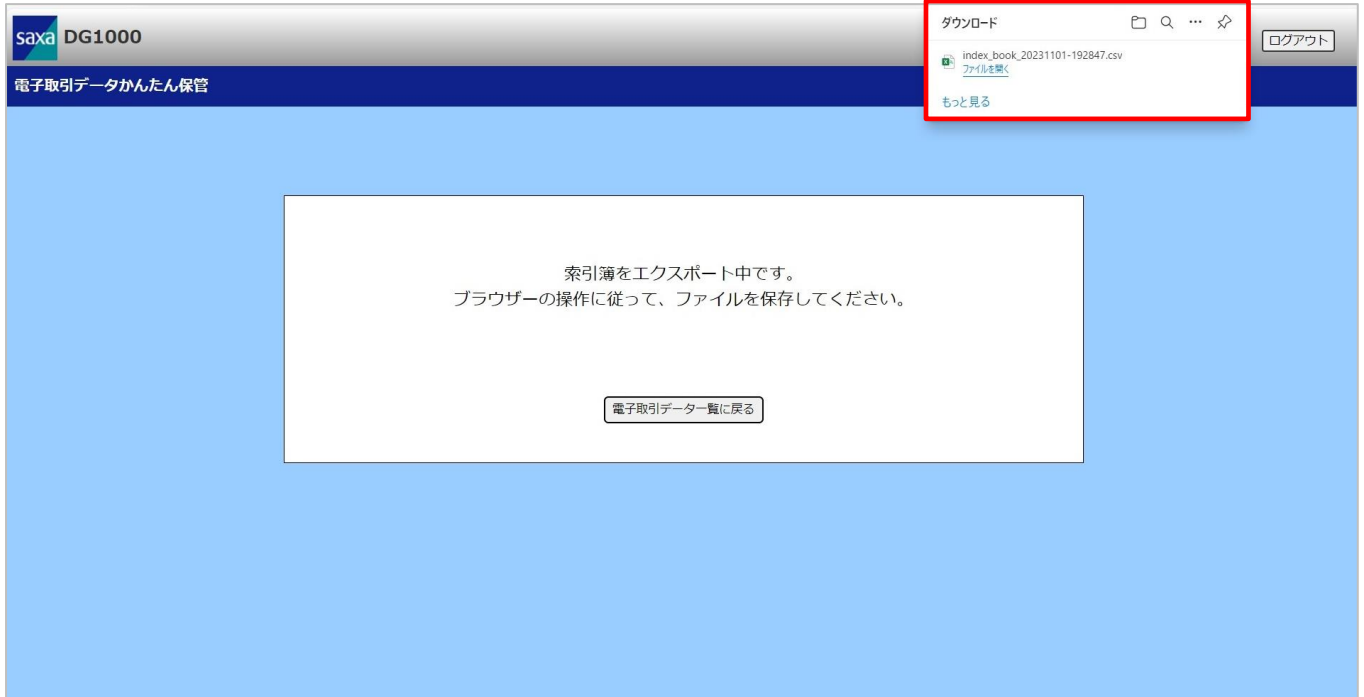 saxa DG1000
ダウンロード
index_book_20231101-192847.csv
ファイルを開く
もっと見る
ログアウト
電子取引データかんたん保管
索引簿をエクスポート中です。
ブラウザーの操作に従って、ファイルを保存してください。
電子取引データ一覧に戻る